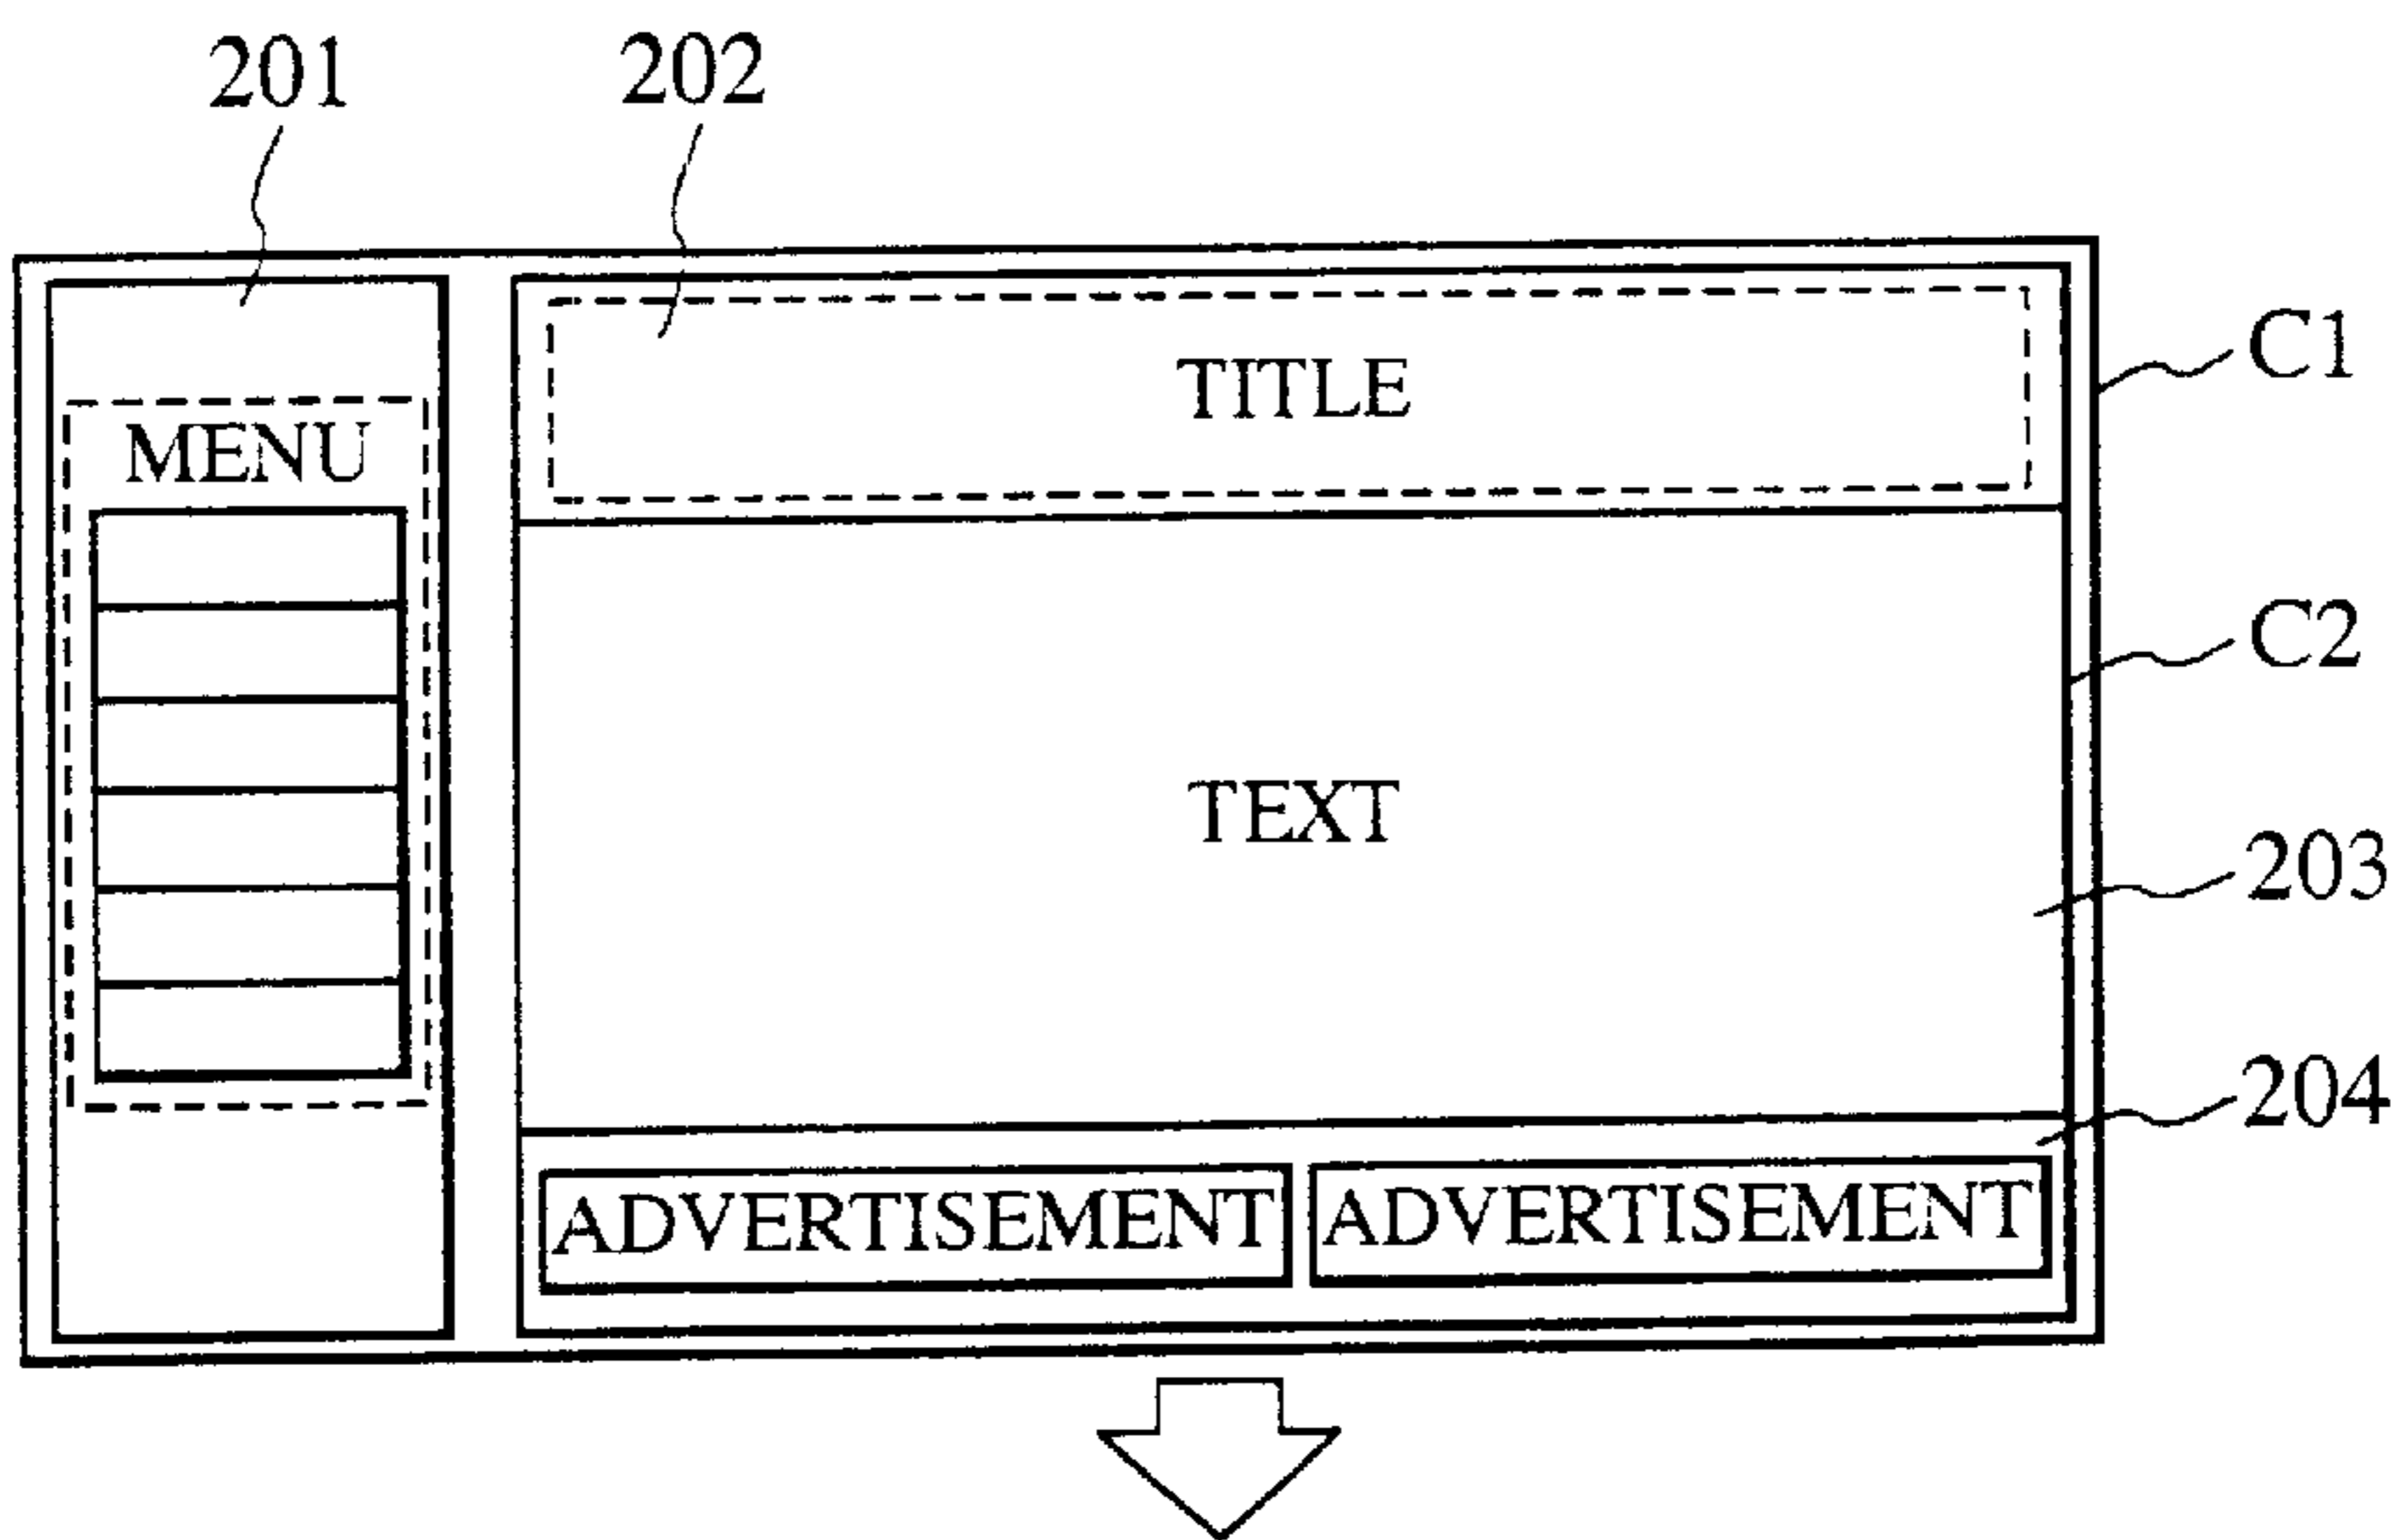 201 202
TITLE
C1
MENU
C2
TEXT
203
204
ADVERTISEMENT ADVERTISEMENT